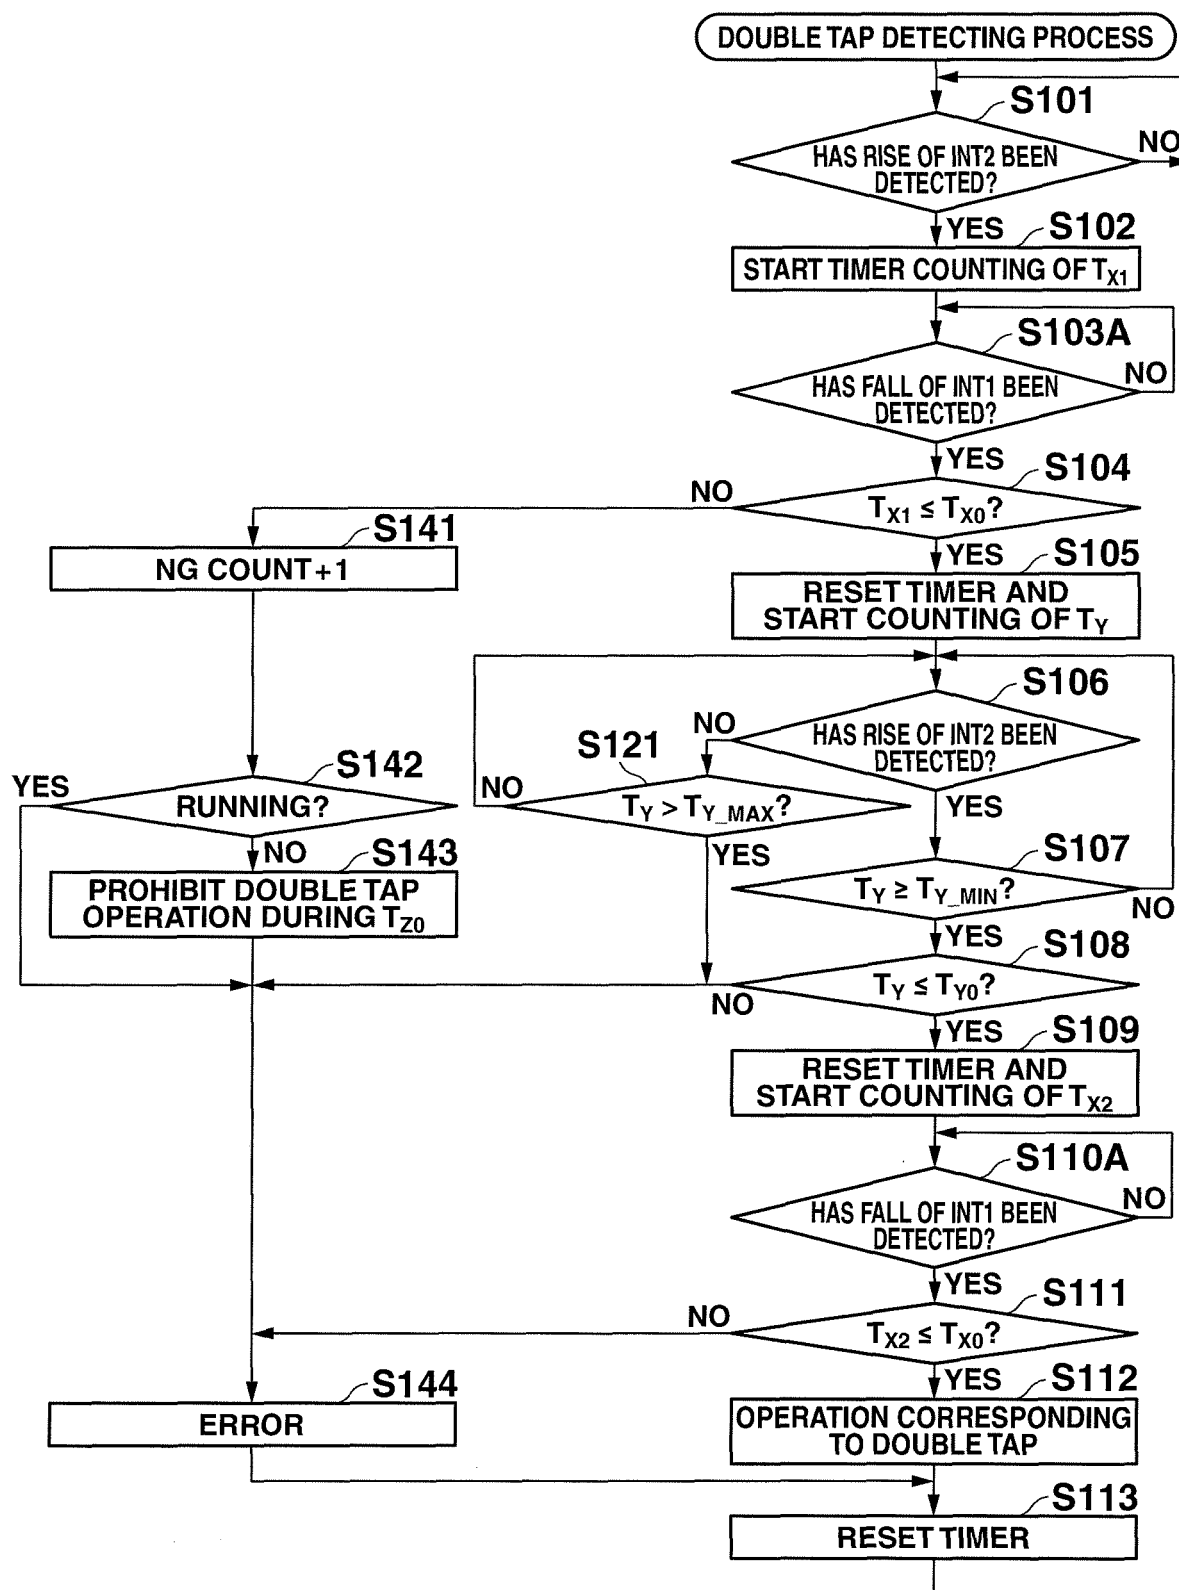 DOUBLE TAP DETECTING PROCESS
S101
HAS RISE OF INT2 BEEN
DETECTED?
NO
YES
S102
START TIMER COUNTING OF TX1
S103A
HAS FALL OF INT1 BEEN
DETECTED?
NO
YES
S104
TX1 ≤ TX0?
NO
YES
S141
NG COUNT+1
S105
RESET TIMER AND
START COUNTING OF TY
S106
HAS RISE OF INT2 BEEN
DETECTED?
NO
YES
S121
TY > TY_MAX?
NO
YES
S142
RUNNING?
YES
NO
S143
PROHIBIT DOUBLE TAP
OPERATION DURING TZ0
S107
TY ≥ TY_MIN?
NO
YES
S108
TY ≤ TY0?
NO
YES
S109
RESET TIMER AND
START COUNTING OF TX2
S110A
HAS FALL OF INT1 BEEN
DETECTED?
NO
YES
S111
TX2 ≤ TX0?
NO
YES
S144
ERROR
S112
OPERATION CORRESPONDING
TO DOUBLE TAP
S113
RESET TIMER